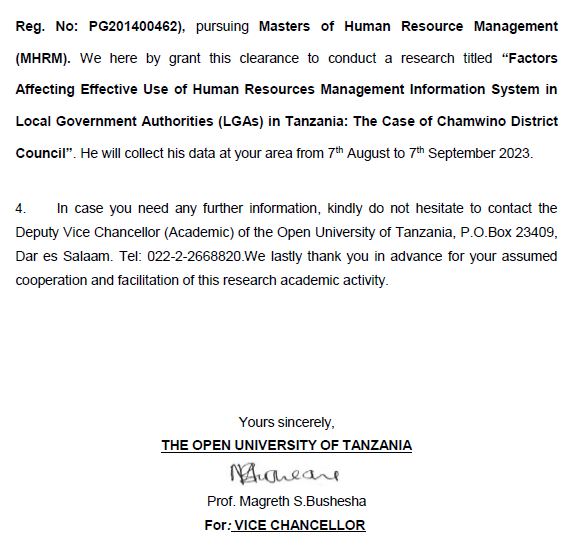 Reg. No: PG201400462), pursuing Masters of Human Resource Management
(MHRM). We here by grant this clearance to conduct a research titled “Factors
Affecting Effective Use of Human Resources Management Information System in
Local Government Authorities (LGAs) in Tanzania: The Case of Chamwino District
Council”. He will collect his data at your area from 7th August to 7th September 2023.
4. In case you need any further information, kindly do not hesitate to contact the
Deputy Vice Chancellor (Academic) of the Open University of Tanzania, P.O.Box 23409,
Dar es Salaam. Tel: 022-2-2668820.We lastly thank you in advance for your assumed
cooperation and facilitation of this research academic activity.
Yours sincerely,
THE OPEN UNIVERSITY OF TANZANIA
Prof. Magreth S.Bushesha
For: VICE CHANCELLOR